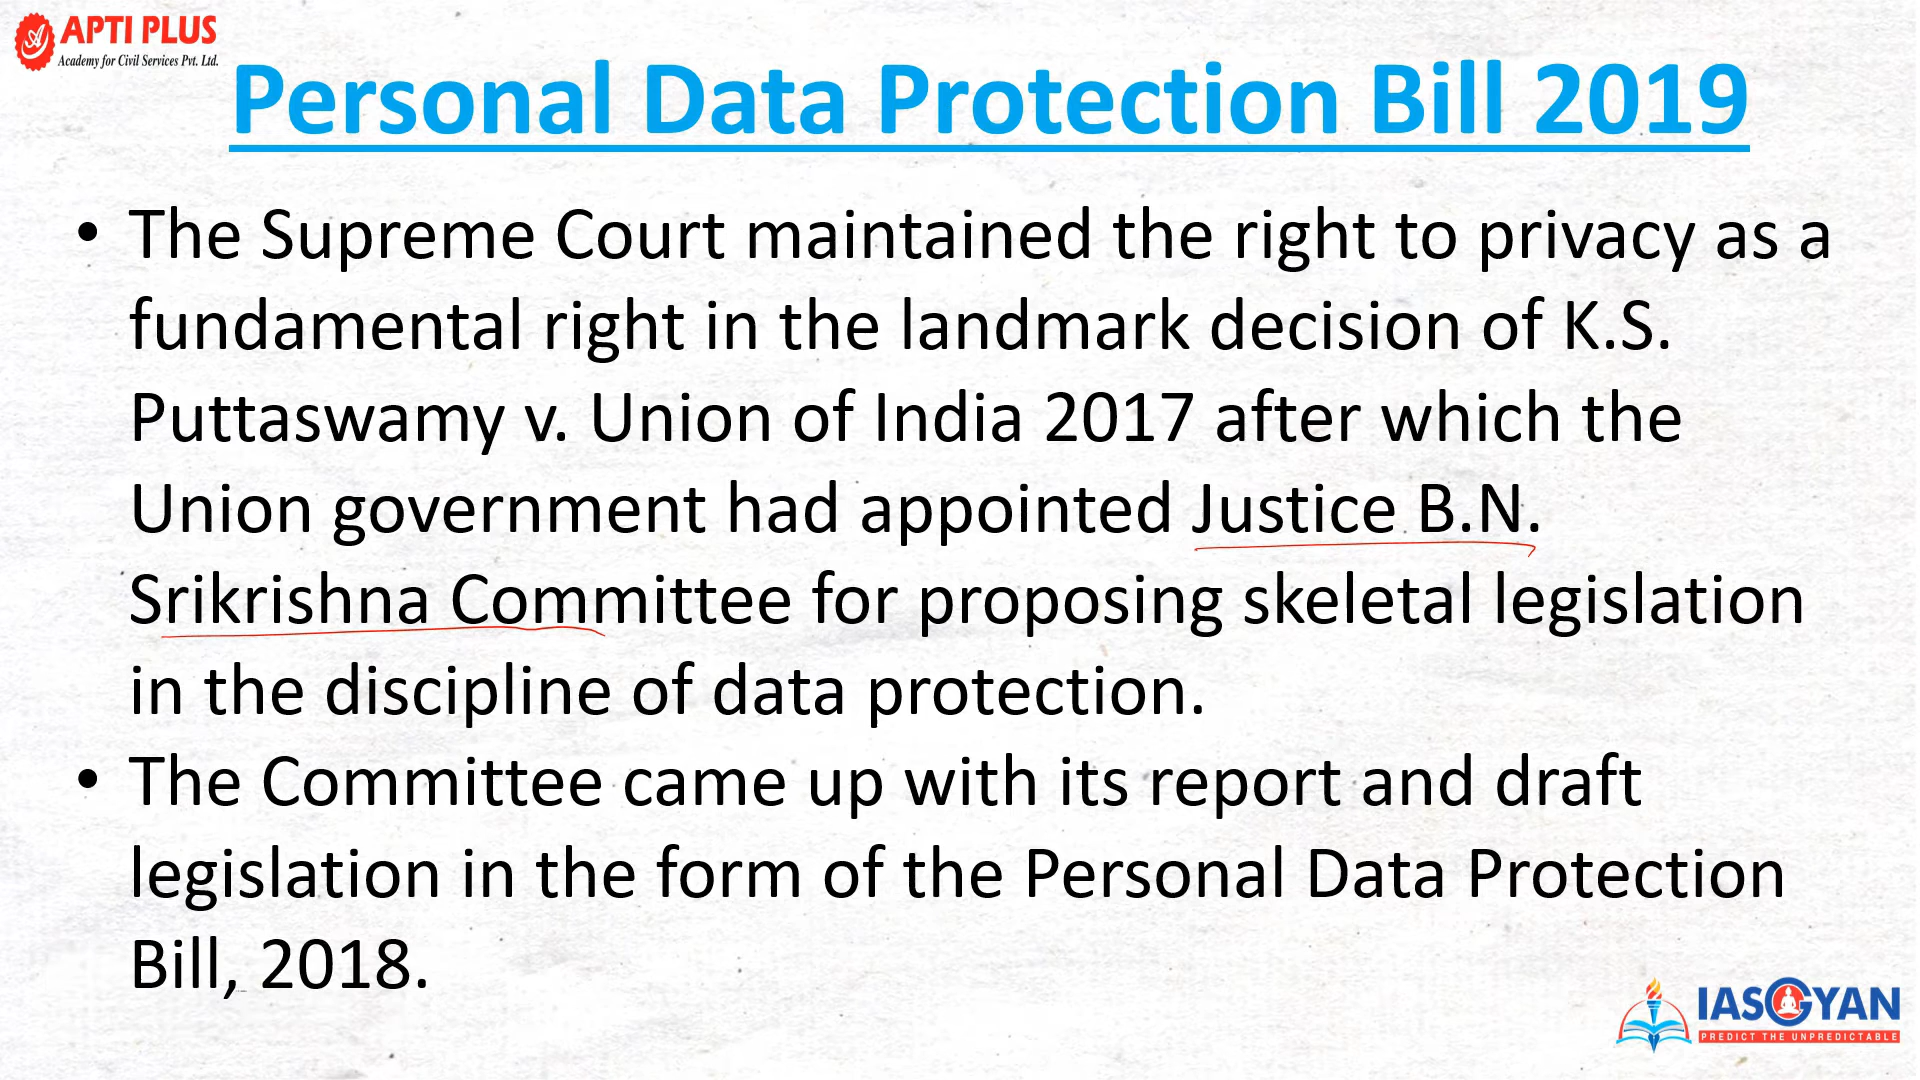 APTI PLUS
Academy for Civil Services Pvt. Ltd.
Personal Data Protection Bill 2019
• The Supreme Court maintained the right to privacy as a
fundamental right in the landmark decision of K.S.
Puttaswamy v. Union of India 2017 after which the
Union government had appointed Justice B.N.
Srikrishna Committee for proposing skeletal legislation
in the discipline of data protection.
• The Committee came up with its report and draft
legislation in the form of the Personal Data Protection
Bill, 2018.
IASGYAN
PREDICT THE UNPREDICTABLE